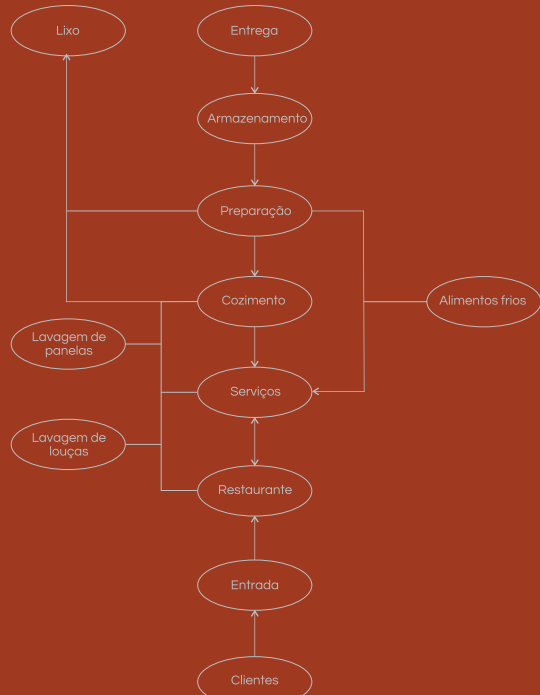 Lixo
Entrega
Armazenamento
Preparação
Cozimento
Alimentos frios
Lavagem de
panelas
Serviços
Lavagem de
louças
Restaurante
Entrada
Clientes